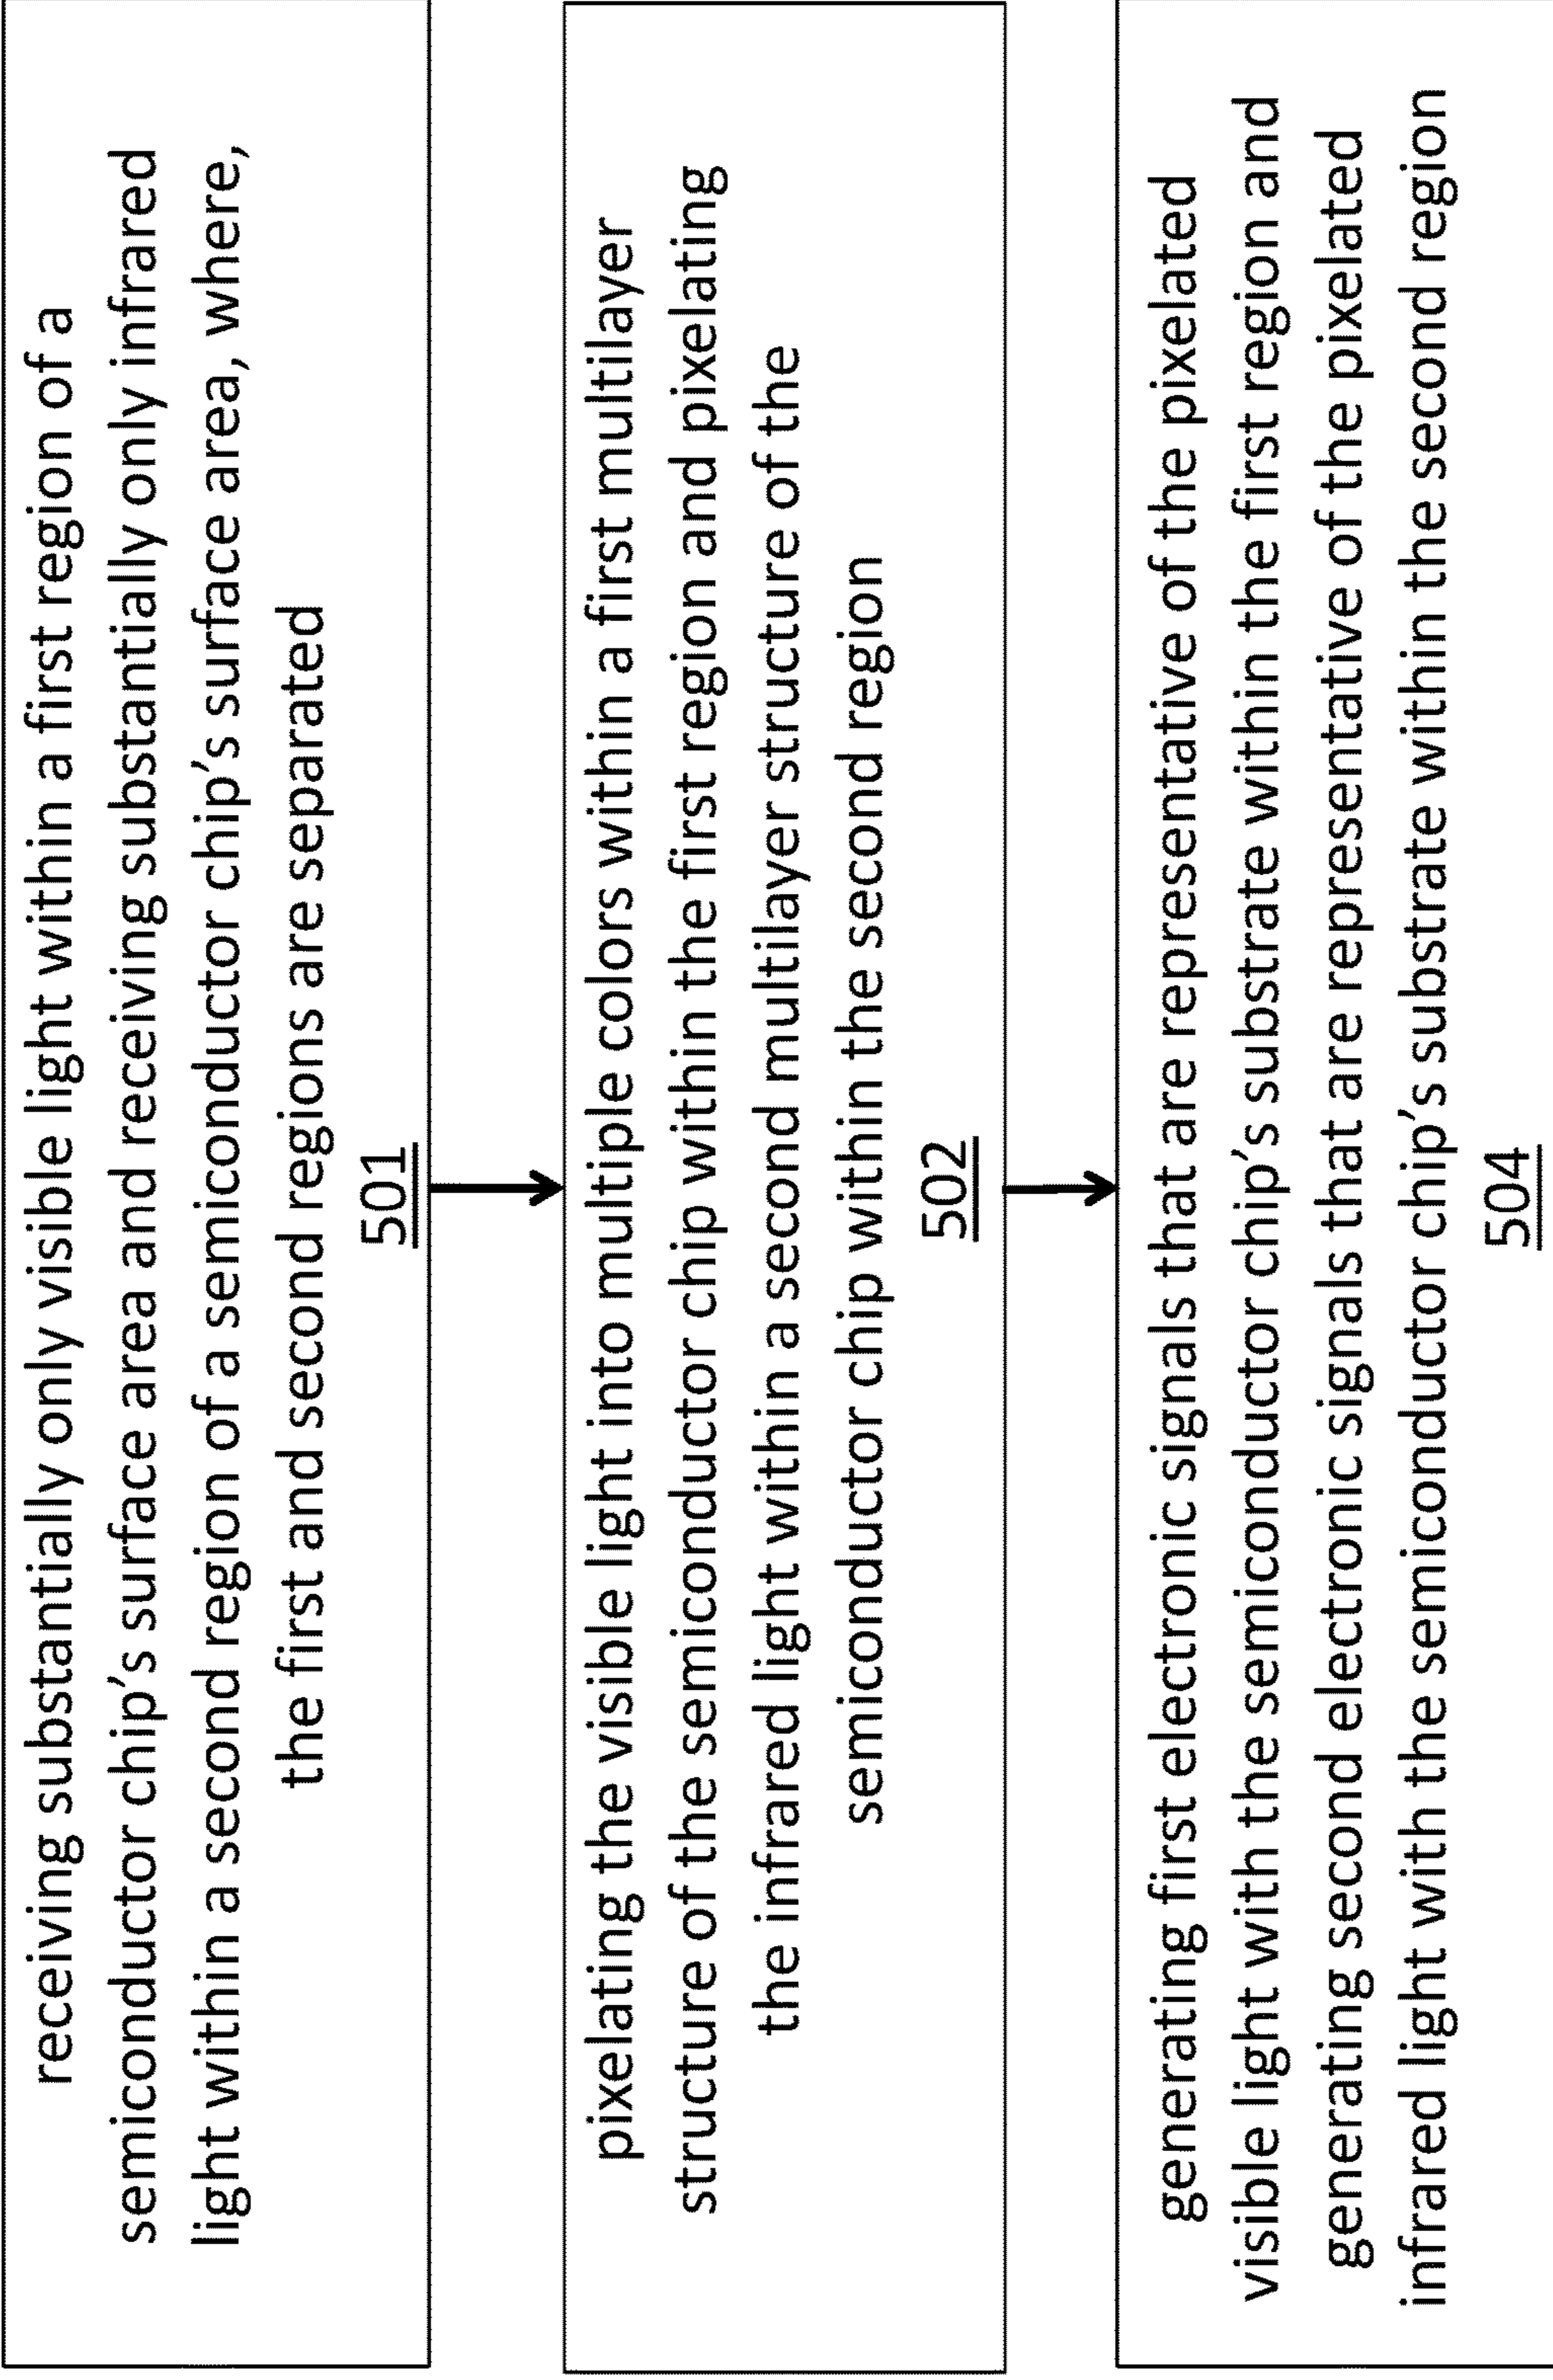 receiving substantially only visible light within a first region of a
semiconductor chip's surface area and receiving substantially only infrared
light within a second region of a semiconductor chip's surface area, where,
the first and second regions are separated
501
pixelating the visible light into multiple colors within a first multilayer
structure of the semiconductor chip within the first region and pixelating
the infrared light within a second multilayer structure of the
semiconductor chip within the second region
502
generating first electronic signals that are representative of the pixelated
visible light with the semiconductor chip's substrate within the first region and
generating second electronic signals that are representative of the pixelated
infrared light with the semiconductor chip's substrate within the second region
504